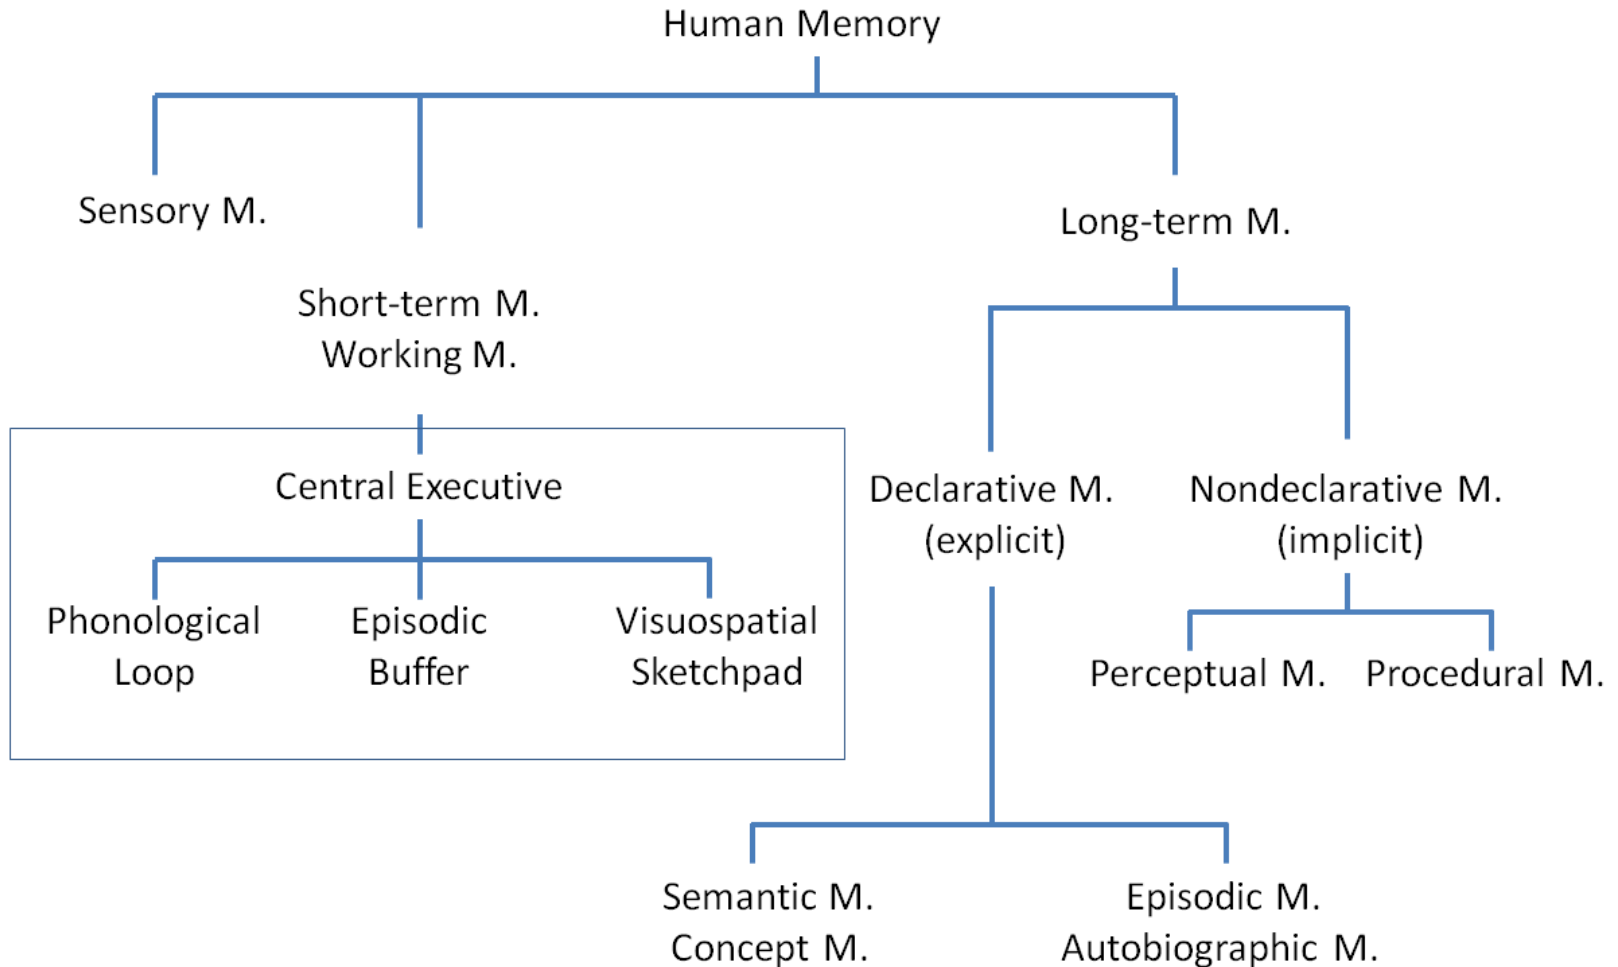 Human Memory
Sensory M.
Long-term M.
Short-term M.
Working M.
Central Executive
Phonological
Loop
Episodic
Buffer
Visuospatial
Sketchpad
Declarative M.
(explicit)
Nondeclarative M.
(implicit)
Perceptual M.
Procedural M.
Semantic M.
Concept M.
Episodic M.
Autobiographic M.